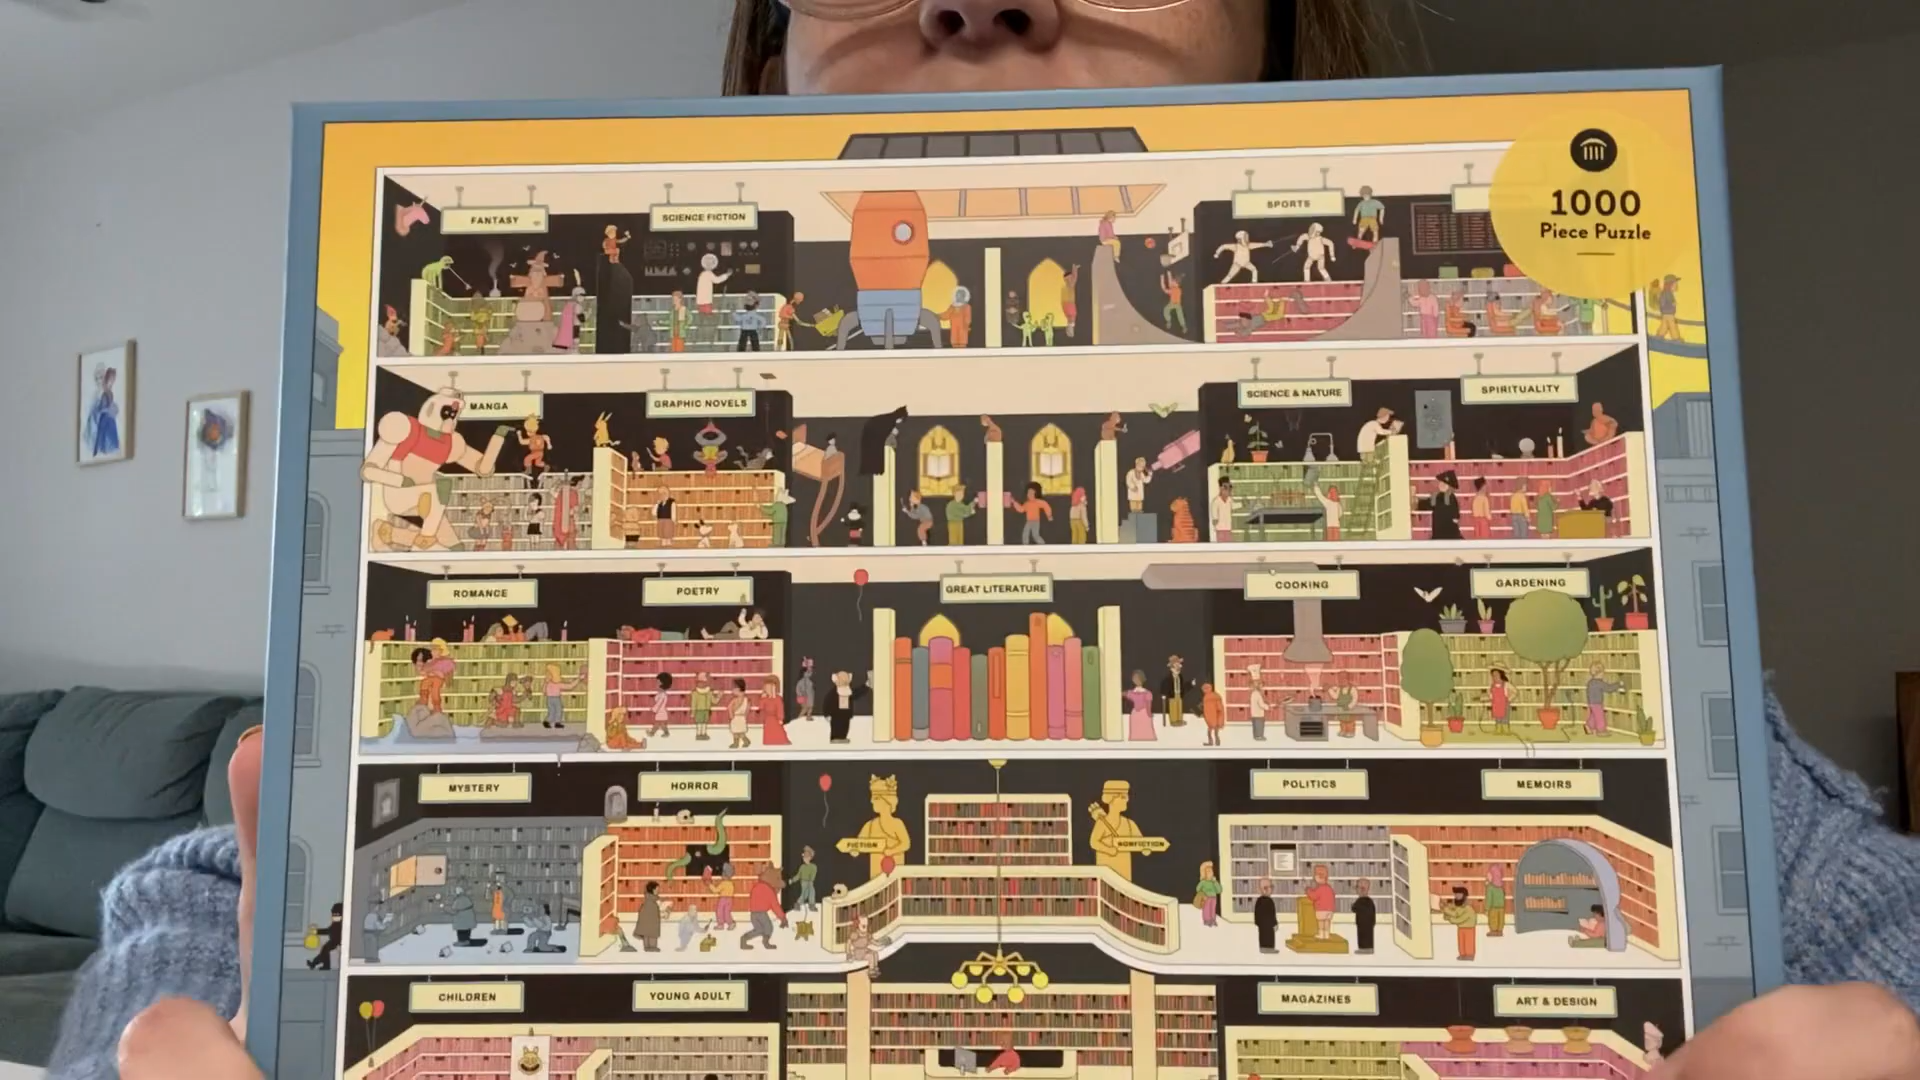 1000
Piece Puzzle
FANTASY
SCIENCE FICTION
SPORTS
MANGA
GRAPHIC NOVELS
SCIENCE & NATURE
SPIRITUALITY
ROMANCE
POETRY
GREAT LITERATURE
COOKING
GARDENING
MYSTERY
HORROR
FICTION
NONFICTION
POLITICS
MEMOIRS
CHILDREN
YOUNG ADULT
MAGAZINES
ART & DESIGN